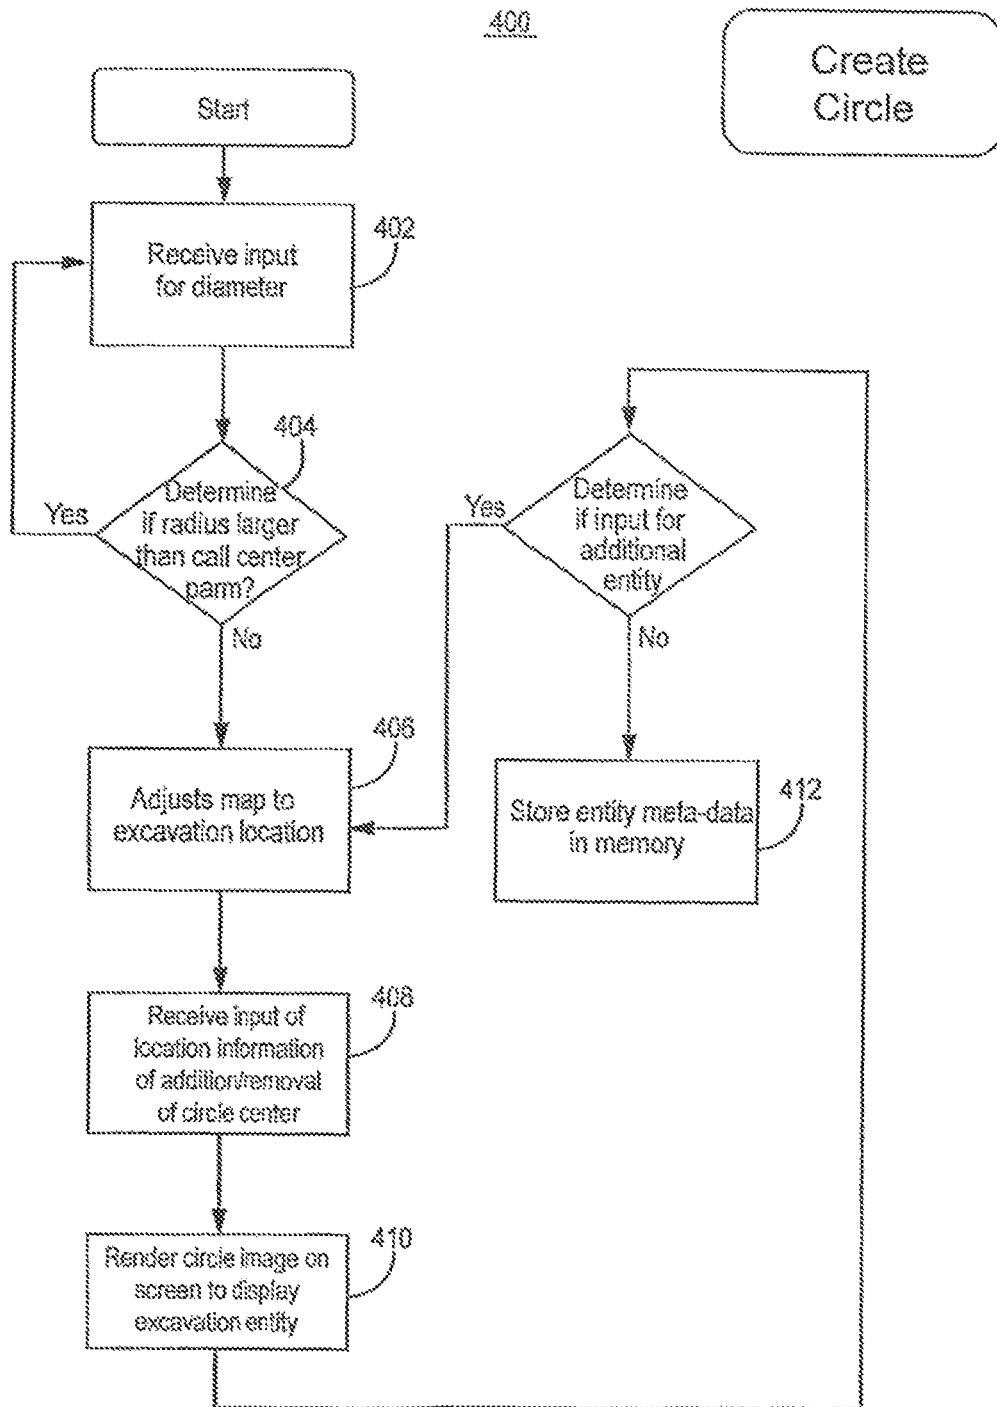 400
Create
Circle
Start
402
Receive input
for diameter
404
Determine
if radius larger
than call center
parm?
Yes
No
Determine
if input for
additional
entity
Yes
No
406
Adjusts map to
excavation location
412
Store entity meta-data
in memory
408
Receive input of
location information
of addition/removal
of circle center
410
Render circle image on
screen to display
excavation entity